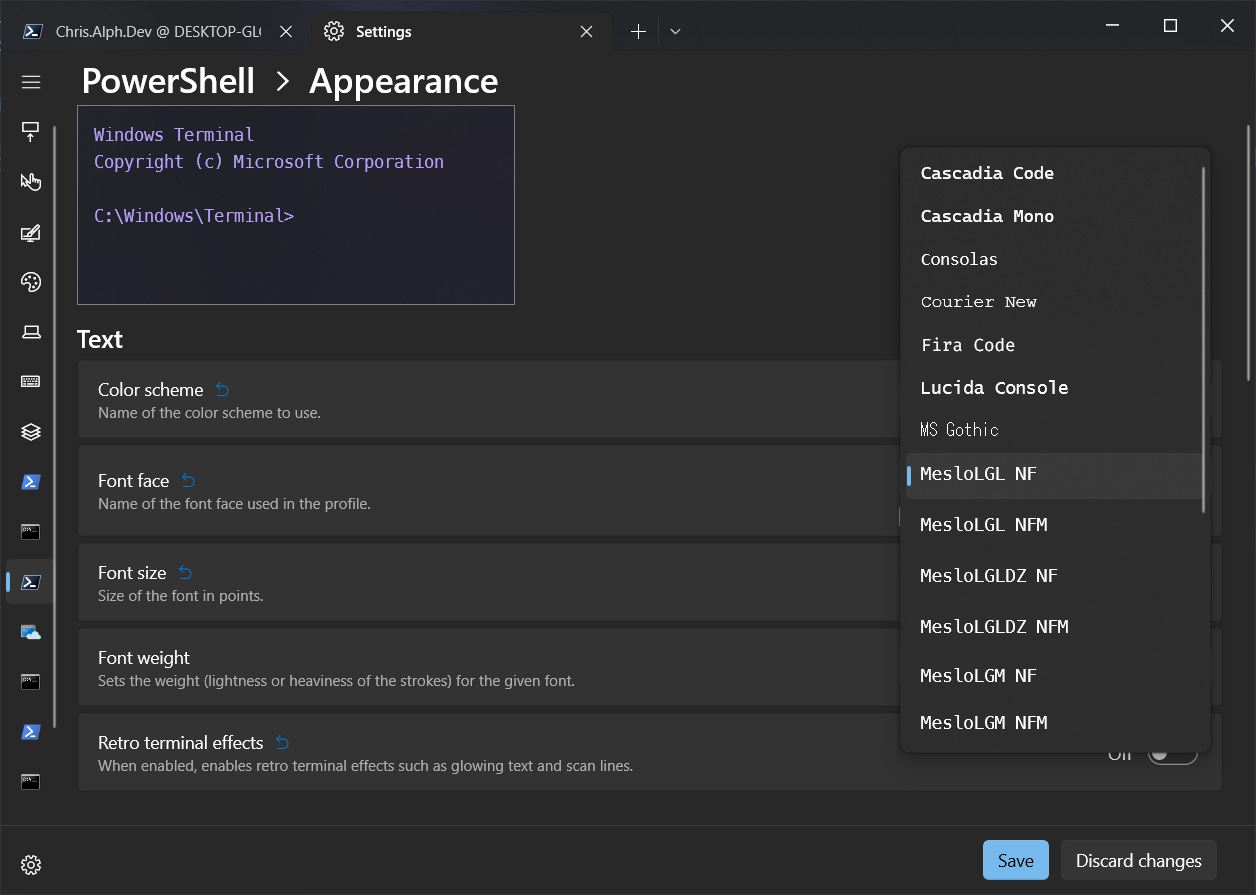 Chris.Alph.Dev @ DESKTOP-GL
Settings
PowerShell > Appearance
Windows Terminal
Copyright (c) Microsoft Corporation
C:\Windows\Terminal>
Text
Color scheme
Name of the color scheme to use.
Font face
Name of the font face used in the profile.
Font size
Size of the font in points.
Font weight
Sets the weight (lightness or heaviness of the strokes) for the given font.
Retro terminal effects
When enabled, enables retro terminal effects such as glowing text and scan lines.
Off
Cascadia Code
Cascadia Mono
Consolas
Courier New
Fira Code
Lucida Console
MS Gothic
MesloLGL NF
MesloLGL NFM
MesloLGLDZ NF
MesloLGLDZ NFM
MesloLGM NF
MesloLGM NFM
Save
Discard changes